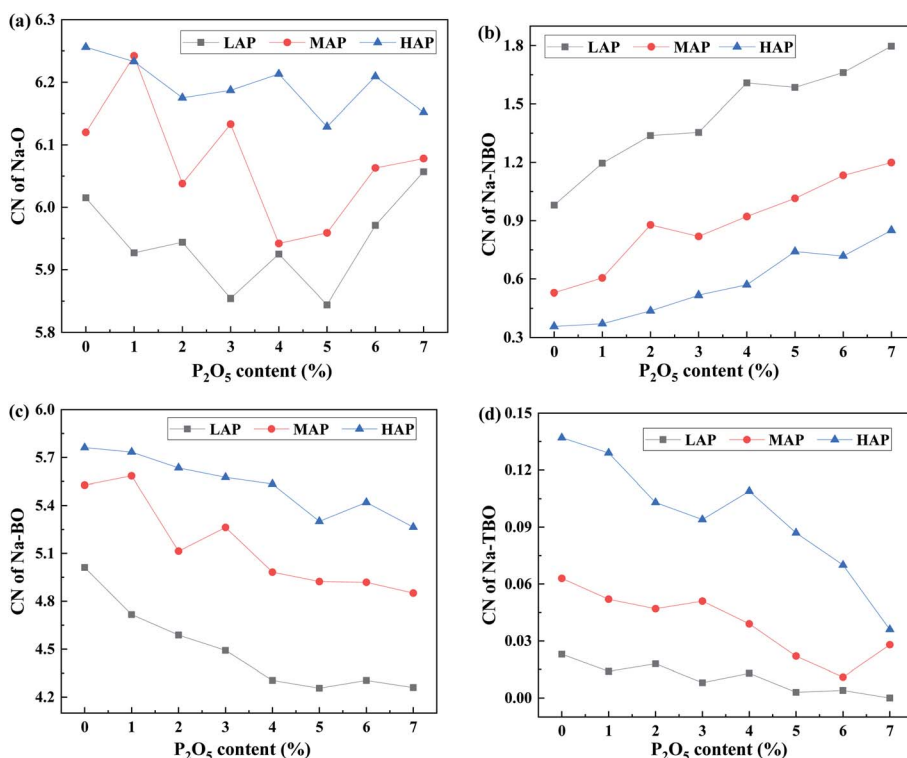 (a)
LAP MAP HAP
6.3
6.2
6.1
6.0
5.9
5.8
CN of Na-O
0 1 2 3 4 5 6 7
P₂O₅ content (%)
(b)
LAP MAP HAP
1.8
1.5
1.2
0.9
0.6
0.3
CN of Na-NBO
0 1 2 3 4 5 6 7
P₂O₅ content (%)
(c)
LAP MAP HAP
6.0
5.7
5.4
5.1
4.8
4.5
4.2
CN of Na-BO
0 1 2 3 4 5 6 7
P₂O₅ content (%)
(d)
LAP MAP HAP
0.15
0.12
0.09
0.06
0.03
0.00
CN of Na-TBO
0 1 2 3 4 5 6 7
P₂O₅ content (%)